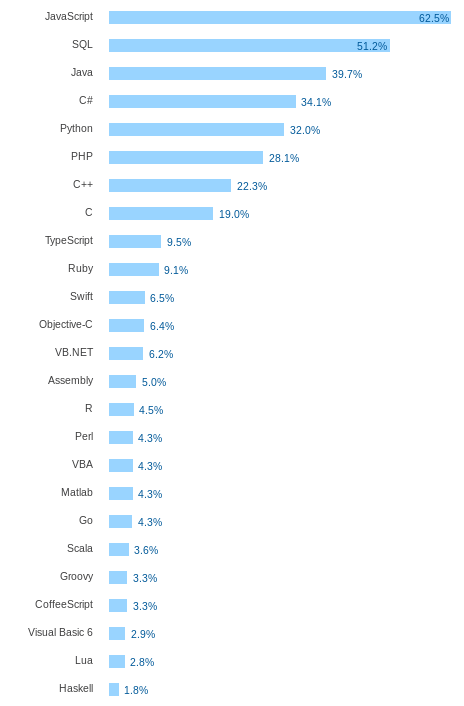 JavaScript 62.5%
SQL 51.2%
Java 39.7%
C# 34.1%
Python 32.0%
PHP 28.1%
C++ 22.3%
C 19.0%
TypeScript 9.5%
Ruby 9.1%
Swift 6.5%
Objective-C 6.4%
VB.NET 6.2%
Assembly 5.0%
R 4.5%
Perl 4.3%
VBA 4.3%
Matlab 4.3%
Go 4.3%
Scala 3.6%
Groovy 3.3%
CoffeeScript 3.3%
Visual Basic 6 2.9%
Lua 2.8%
Haskell 1.8%